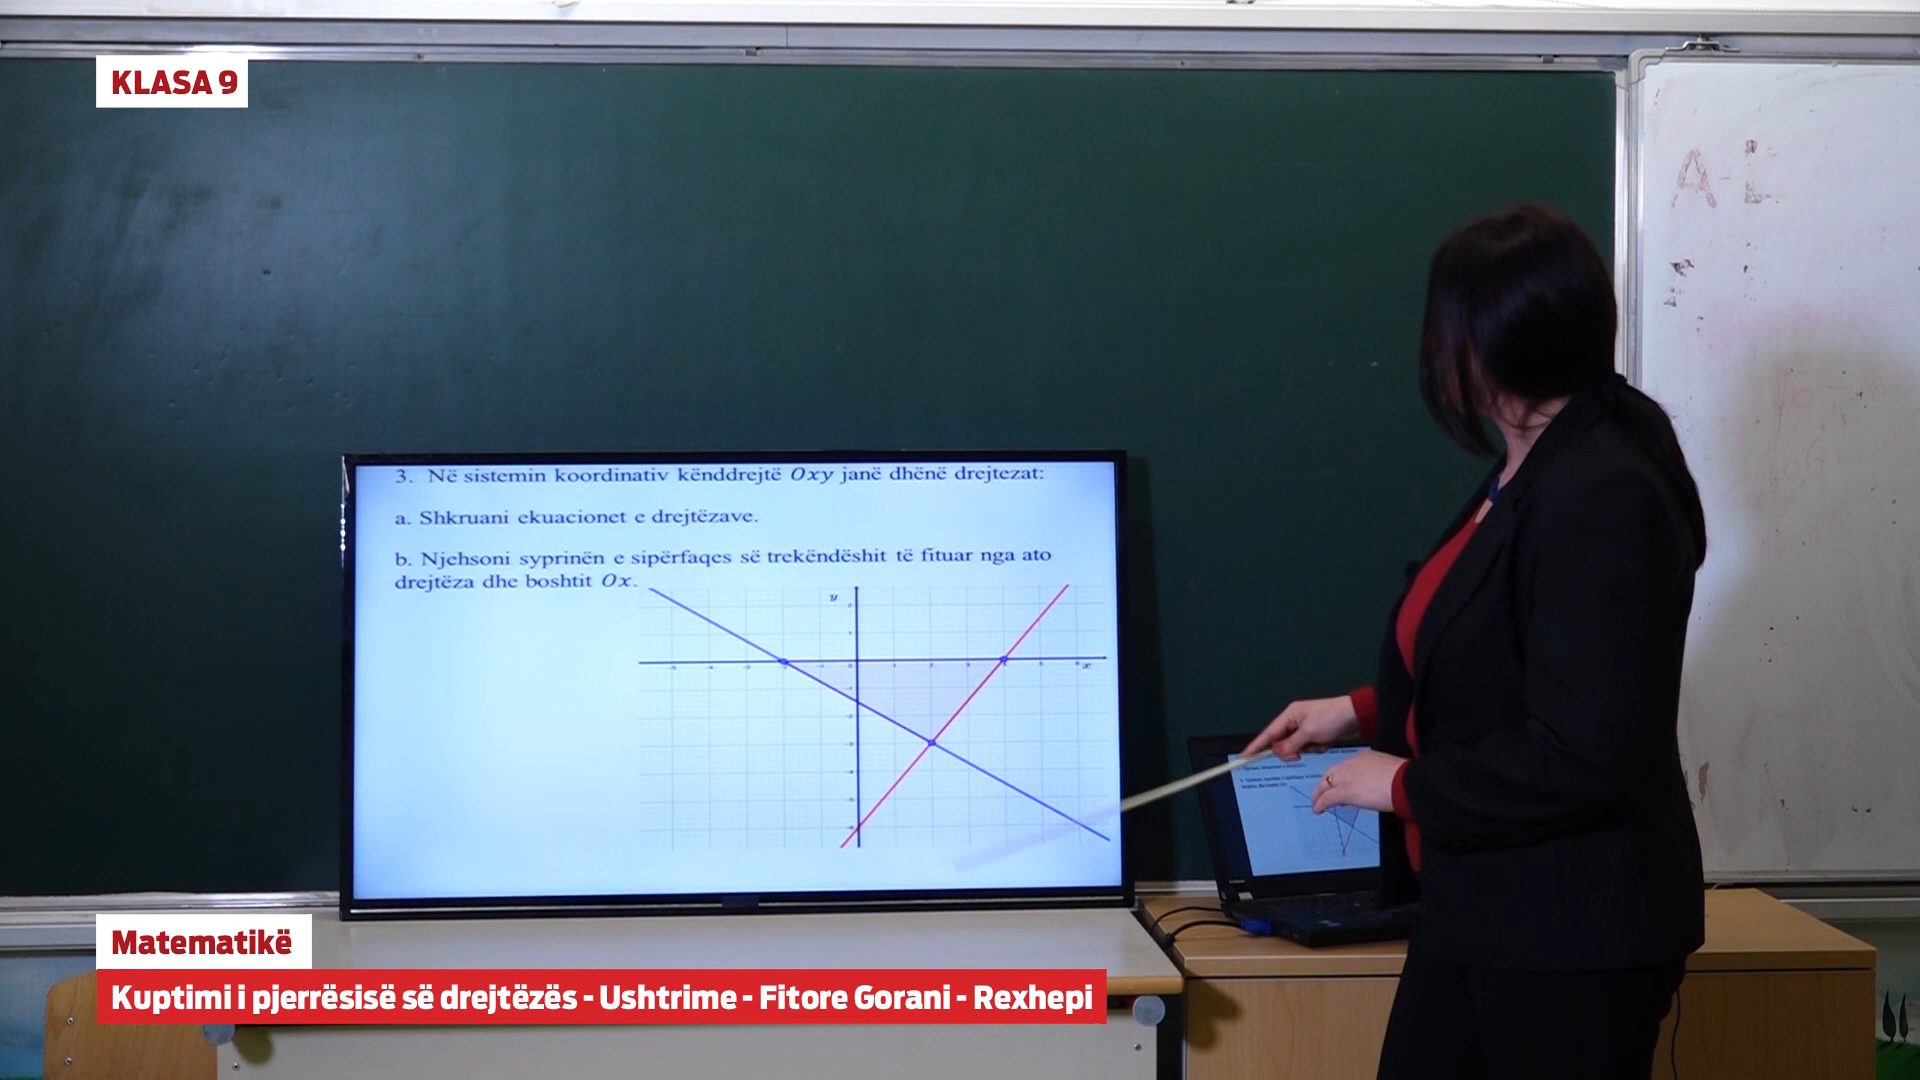 KLASA 9
A- E
3. Në sistemin koordinativ kënddrejtë Oxy janë dhënë drejtezat:
a. Shkruani ekuacionet e drejtëzave.
b. Njehsoni syprinën e sipërfaqes së trekëndëshit të fituar nga ato
drejtëza dhe boshtit Ox.
y
x
Matematikë
Kuptimi i pjerrësisë së drejtëzës - Ushtrime - Fitore Gorani - Rexhepi